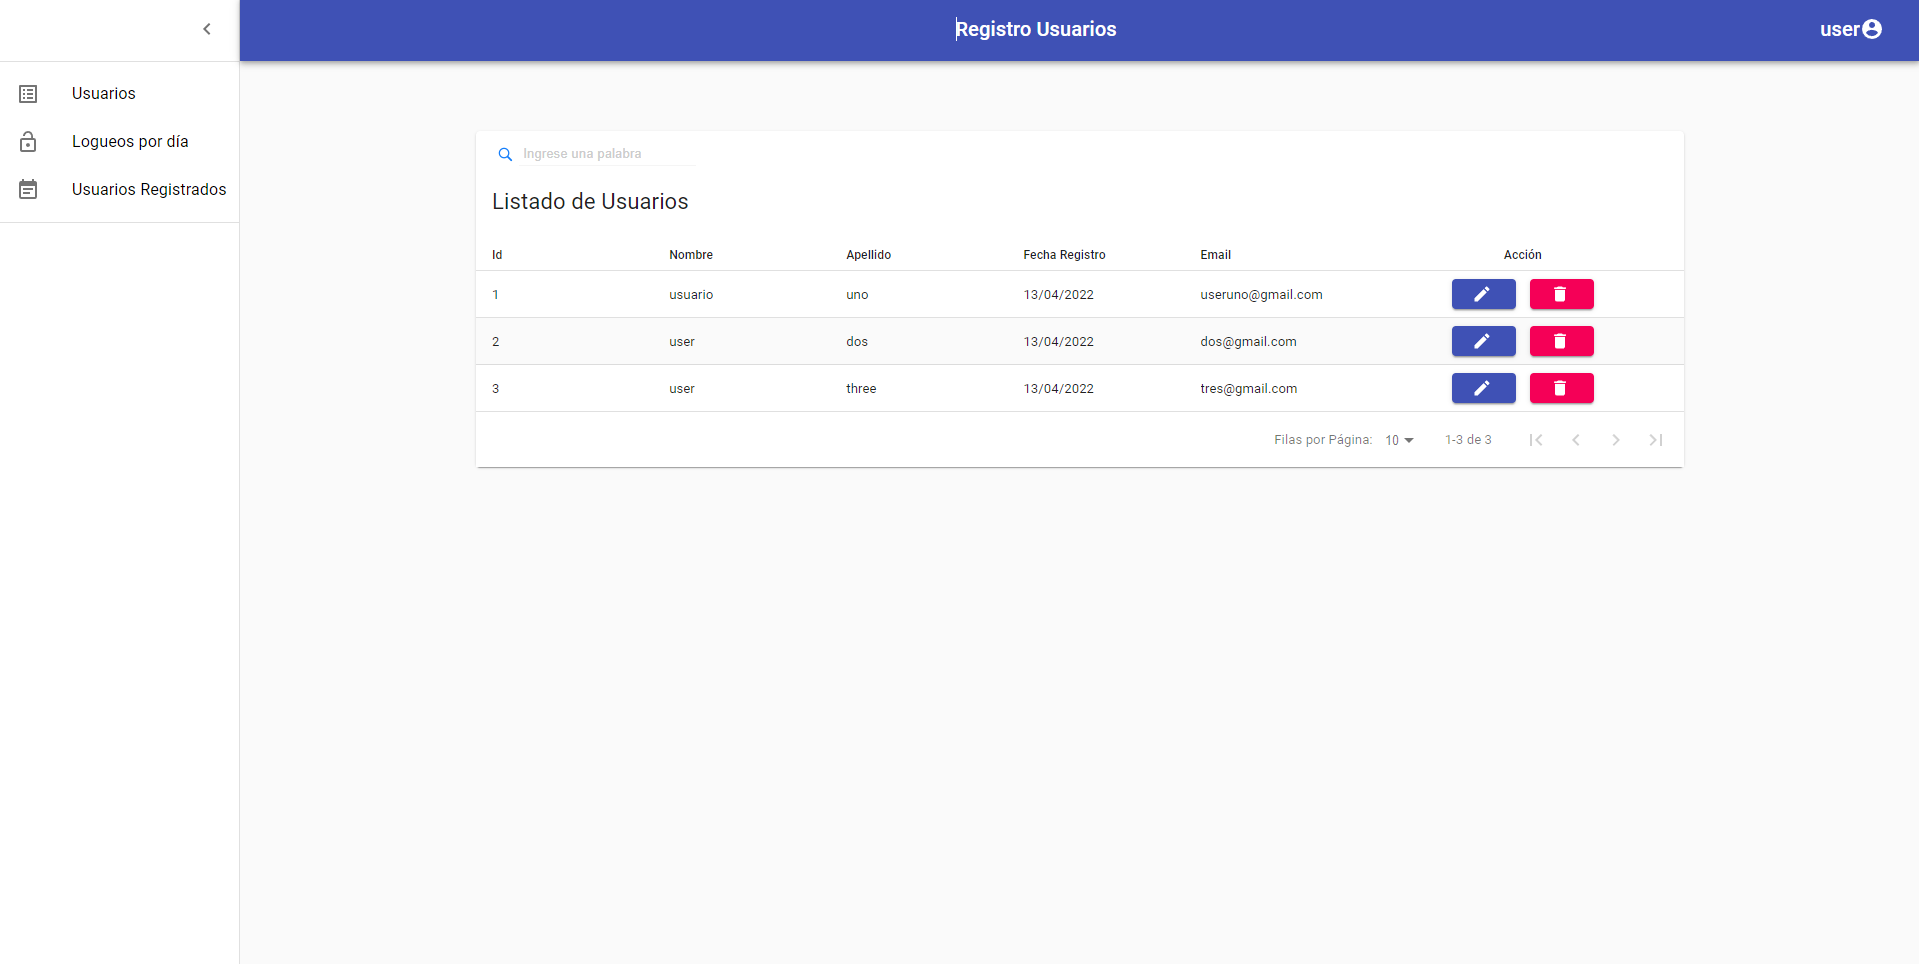 Registro Usuarios
user
Usuarios
Logueos por día
Usuarios Registrados
Ingrese una palabra
Listado de Usuarios
Id Nombre Apellido Fecha Registro Email Acción
1 usuario uno 13/04/2022 useruno@gmail.com
2 user dos 13/04/2022 dos@gmail.com
3 user three 13/04/2022 tres@gmail.com
Filas por Página: 10 1-3 de 3